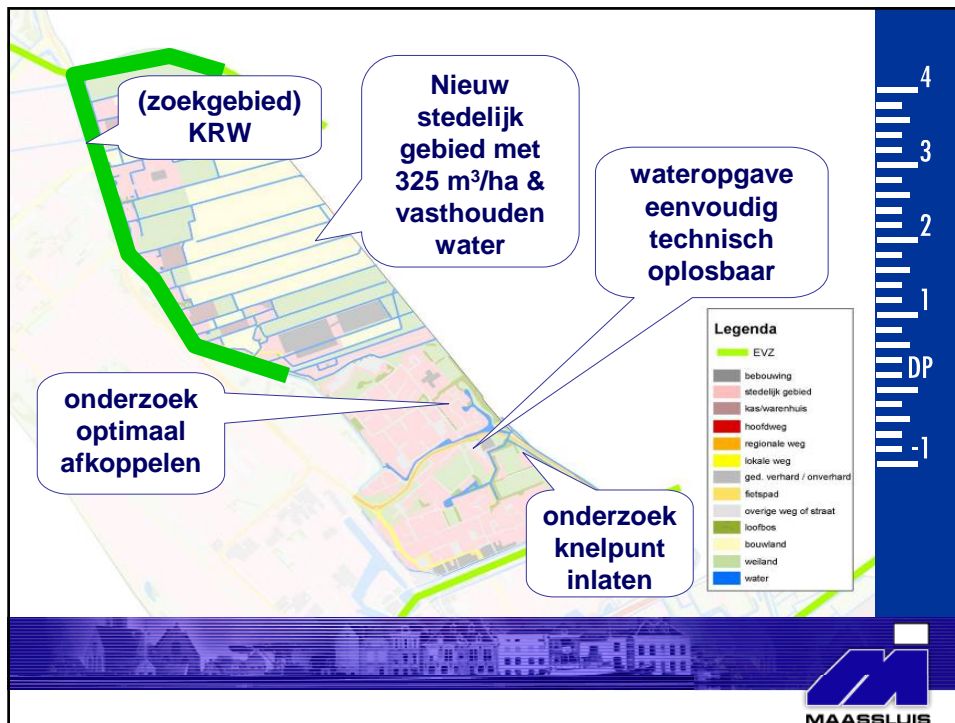 (zoekgebied)
KRW
Nieuw
stedelijk
gebied met
325 m³/ha &
vasthouden
water
wateropgave
eenvoudig
technisch
oplosbaar
onderzoek
optimaal
afkoppelen
onderzoek
knelpunt
inlaten
Legenda
EVZ
bebouwing
stedelijk gebied
kas/warenhuis
hoofdweg
regionale weg
lokale weg
ged. verhard / onverhard
fietspad
overige weg of straat
loofbos
bouwland
weiland
water
4
3
2
1
DP
-1
MAASSLUIS